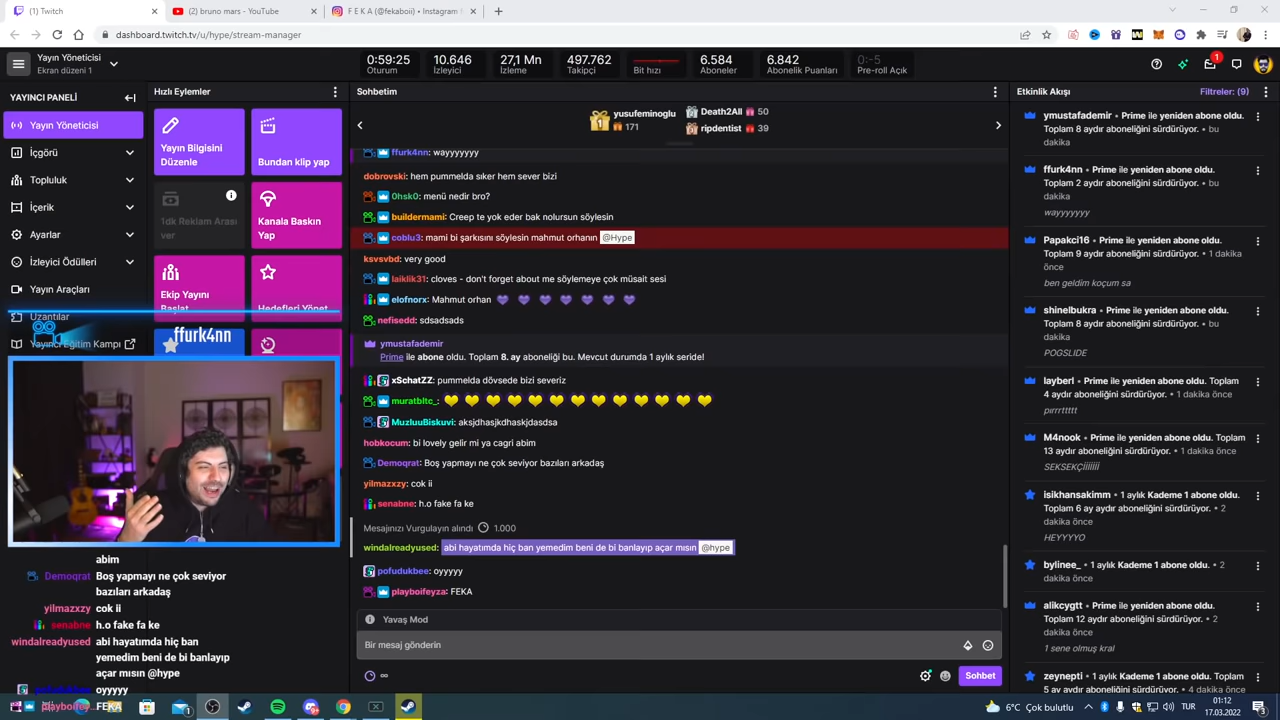 (1) Twitch
(2) bruno mars - YouTube
F E K A (@fekaboii) • Instagram f
dashboard.twitch.tv/u/hype/stream-manager
Yayın Yöneticisi
Ekran düzeni 1
0:59:25
Oturum
10.646
İzleyici
27,1 Mn
İzleme
497.762
Takipçi
Bit hızı
6.584
Aboneler
6.842
Abonelik Puanları
0:-5
Pre-roll Açık
1
YAYINCI PANELİ
Yayın Yöneticisi
İçgörü
Topluluk
İçerik
Ayarlar
İzleyici Ödülleri
Yayın Araçları
Uzantılar
Yayıncı Eğitim Kampı
Hızlı Eylemler
Yayın Bilgisini
Düzenle
Bundan klip yap
1dk Reklam Arası
ver
Kanala Baskın
Yap
Ekip Yayını
Başlat
Hedefleri Yönet
ffurk4nn
Sohbetim
1
yusufeminoglu
171
Death2All 50
ripdentist 39
ffurk4nn: wayyyyyyy
dobrovski: hem pummelda sıker hem sever bizi
0hsk0: menü nedir bro?
buildermami: Creep te yok eder bak nolursun söylesin
coblu3: mami bi şarkısını söylesin mahmut orhanın @Hype
ksvsvbd: very good
laiklik31: cloves - don't forget about me söylemeye çok müsait sesi
elofnorx: Mahmut orhan
nefisedd: sdsadsads
ymustafademir
Prime ile abone oldu. Toplam 8. ay aboneliği bu. Mevcut durumda 1 aylık seride!
xSchatZZ: pummelda dövsede bizi severiz
muratbltc_:
MuzluuBiskuvi: aksjdhasjkdhaskjdasdsa
hobkocum: bi lovely gelir mi ya cagri abim
Demoqrat: Boş yapmayı ne çok seviyor bazıları arkadaş
yilmazxzy: cok ii
senabne: h.o fake fa ke
Mesajınızı Vurgulayın alındı 1.000
windalreadyused: abi hayatımda hiç ban yemedim beni de bi banlayıp açar mısın @hype
pofudukbee: oyyyyy
playboifeyza: FEKA
Yavaş Mod
Bir mesaj gönderin
Sohbet
Etkinlik Akışı
Filtreler: (9)
ymustafademir • Prime ile yeniden abone oldu.
Toplam 8 aydır aboneliğini sürdürüyor. • bu
dakika
ffurk4nn • Prime ile yeniden abone oldu.
Toplam 2 aydır aboneliğini sürdürüyor. • bu
dakika
wayyyyyyy
Papakci16 • Prime ile yeniden abone oldu.
Toplam 9 aydır aboneliğini sürdürüyor. • 1 dakika
önce
ben geldim koçum sa
shinelbukra • Prime ile yeniden abone oldu.
Toplam 8 aydır aboneliğini sürdürüyor. • 1 dakika
önce
POGSLIDE
layberl • Prime ile yeniden abone oldu. Toplam
4 aydır aboneliğini sürdürüyor. • 1 dakika önce
pırrrttttt
M4nook • Prime ile yeniden abone oldu. Toplam
13 aydır aboneliğini sürdürüyor. • 1 dakika önce
SEKSEKÇİİİİİİ
isikhansakimm • 1 aylık Kademe 1 abone oldu.
Toplam 6 ay aydır aboneliğini sürdürüyor. • 2
dakika önce
HEYYYYO
bylinee_ • 1 aylık Kademe 1 abone oldu. • 2
dakika önce
alikcygtt • Prime ile yeniden abone oldu.
Toplam 12 aydır aboneliğini sürdürüyor. • 2
dakika önce
1 sene olmuş kral
zeynepti • 1 aylık Kademe 1 abone oldu. Toplam
5 ay aydır aboneliğini sürdürüyor. • 4 dakika önce
abim
Demoqrat Boş yapmayı ne çok seviyor
bazıları arkadaş
yilmazxzy cok ii
senabne h.o fake fa ke
windalreadyused abi hayatımda hiç ban
yemedim beni de bi banlayıp
açar mısın @hype
pofudukbee oyyyyy
playboifeyza FEKA
6°C Çok bulutlu
TUR
01:12
17.03.2022
3